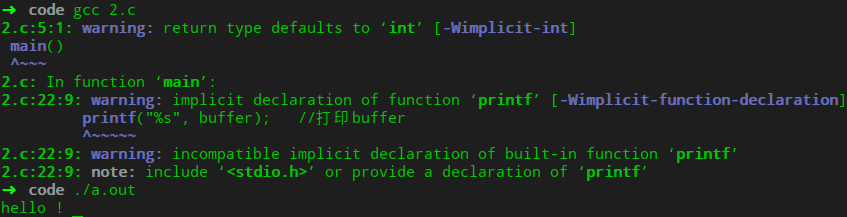 ➜ code gcc 2.c
2.c:5:1: warning: return type defaults to ‘int’ [-Wimplicit-int]
 main()
 ^~~~
2.c: In function ‘main’:
2.c:22:9: warning: implicit declaration of function ‘printf’ [-Wimplicit-function-declaration]
         printf("%s", buffer);   //打印buffer
         ^~~~~~
2.c:22:9: warning: incompatible implicit declaration of built-in function ‘printf’
2.c:22:9: note: include ‘<stdio.h>’ or provide a declaration of ‘printf’
➜ code ./a.out
hello !